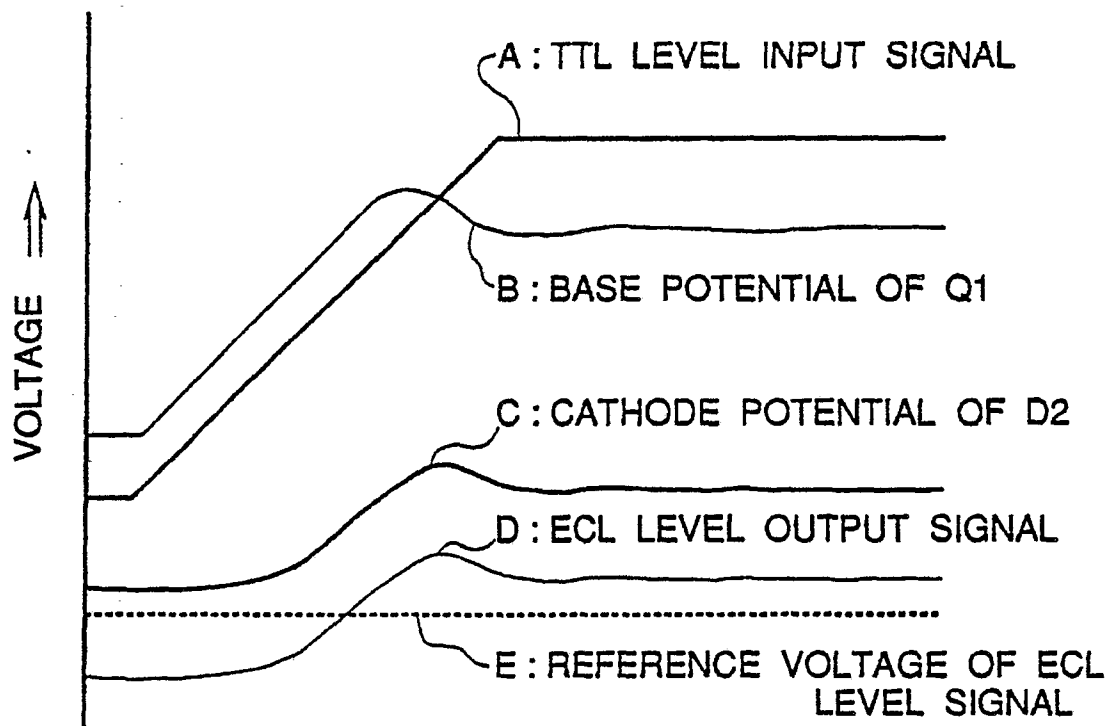 A : TTL LEVEL INPUT SIGNAL
B : BASE POTENTIAL OF Q1
VOLTAGE ⇒
C : CATHODE POTENTIAL OF D2
D : ECL LEVEL OUTPUT SIGNAL
E : REFERENCE VOLTAGE OF ECL
LEVEL SIGNAL